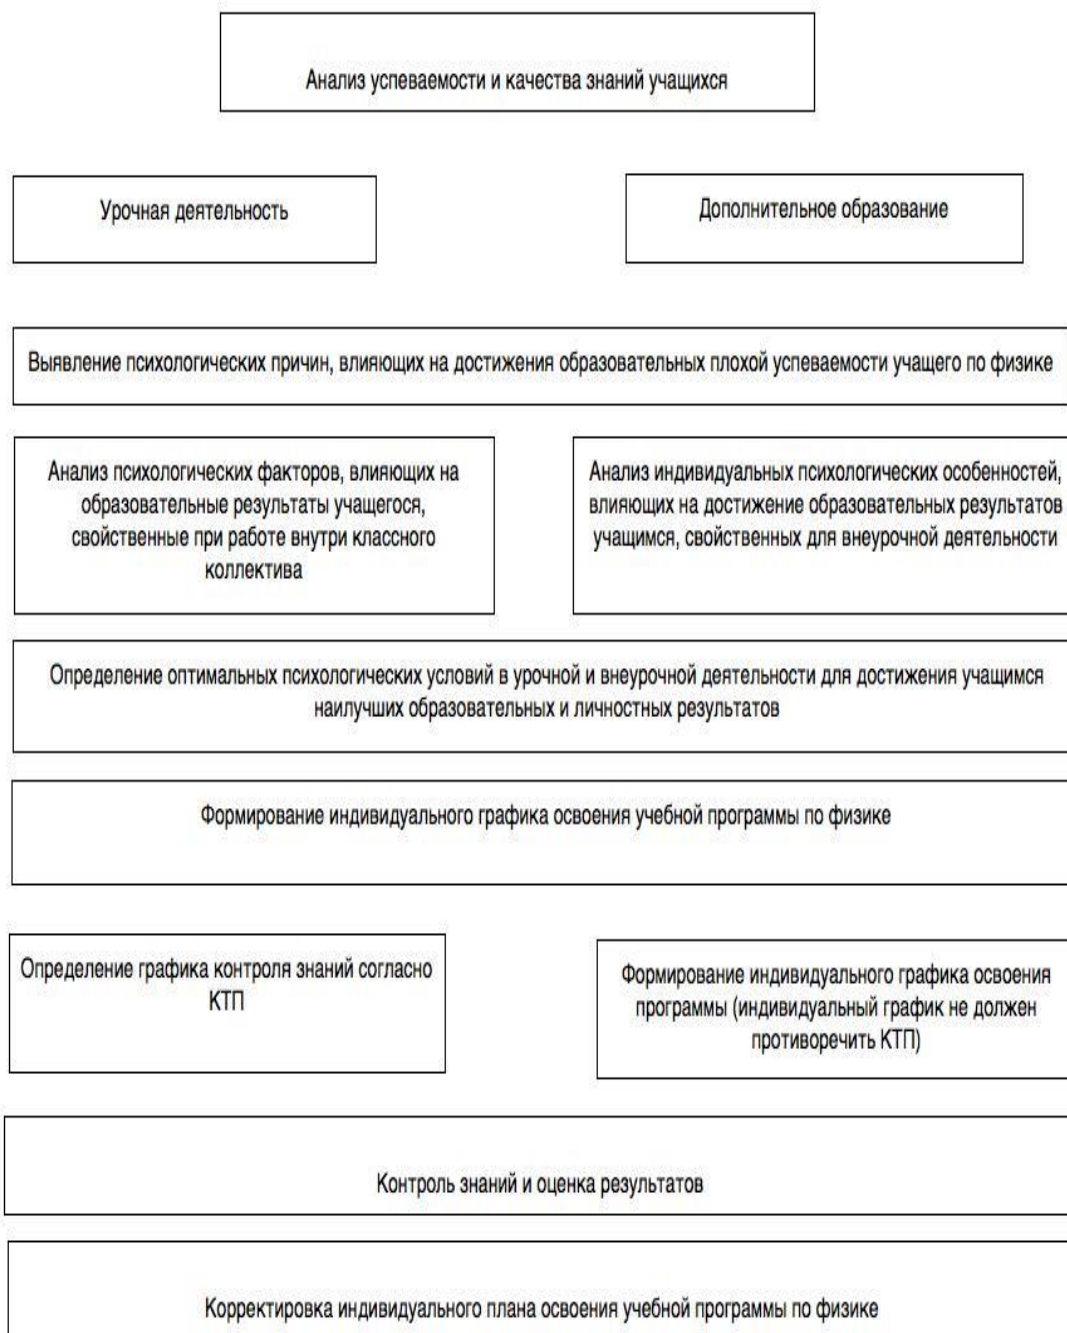 Анализ успеваемости и качества знаний учащихся
Урочная деятельность
Дополнительное образование
Выявление психологических причин, влияющих на достижения образовательных плохой успеваемости учащего по физике
Анализ психологических факторов, влияющих на
образовательные результаты учащегося,
свойственные при работе внутри классного
коллектива
Анализ индивидуальных психологических особенностей,
влияющих на достижение образовательных результатов
учащимся, свойственных для внеурочной деятельности
Определение оптимальных психологических условий в урочной и внеурочной деятельности для достижения учащимся
наилучших образовательных и личностных результатов
Формирование индивидуального графика освоения учебной программы по физике
Определение графика контроля знаний согласно
КТП
Формирование индивидуального графика освоения
программы (индивидуальный график не должен
противоречить КТП)
Контроль знаний и оценка результатов
Корректировка индивидуального плана освоения учебной программы по физике